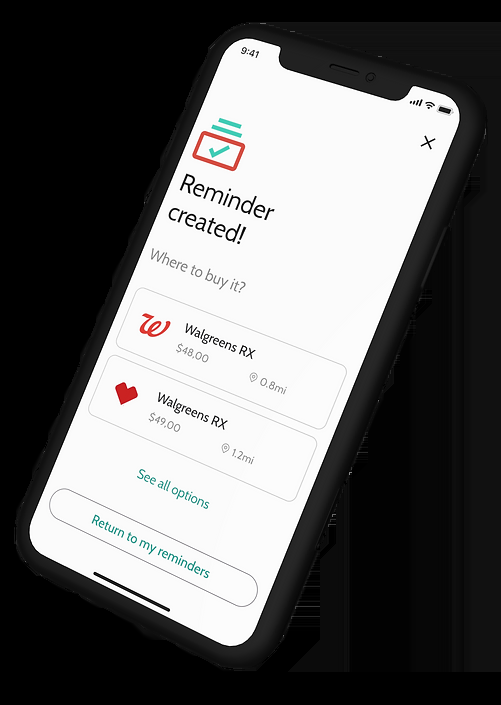 9:41
Reminder
created!
Where to buy it?
Walgreens RX
$48.00
0.8mi
Walgreens RX
$49.00
1.2mi
See all options
Return to my reminders